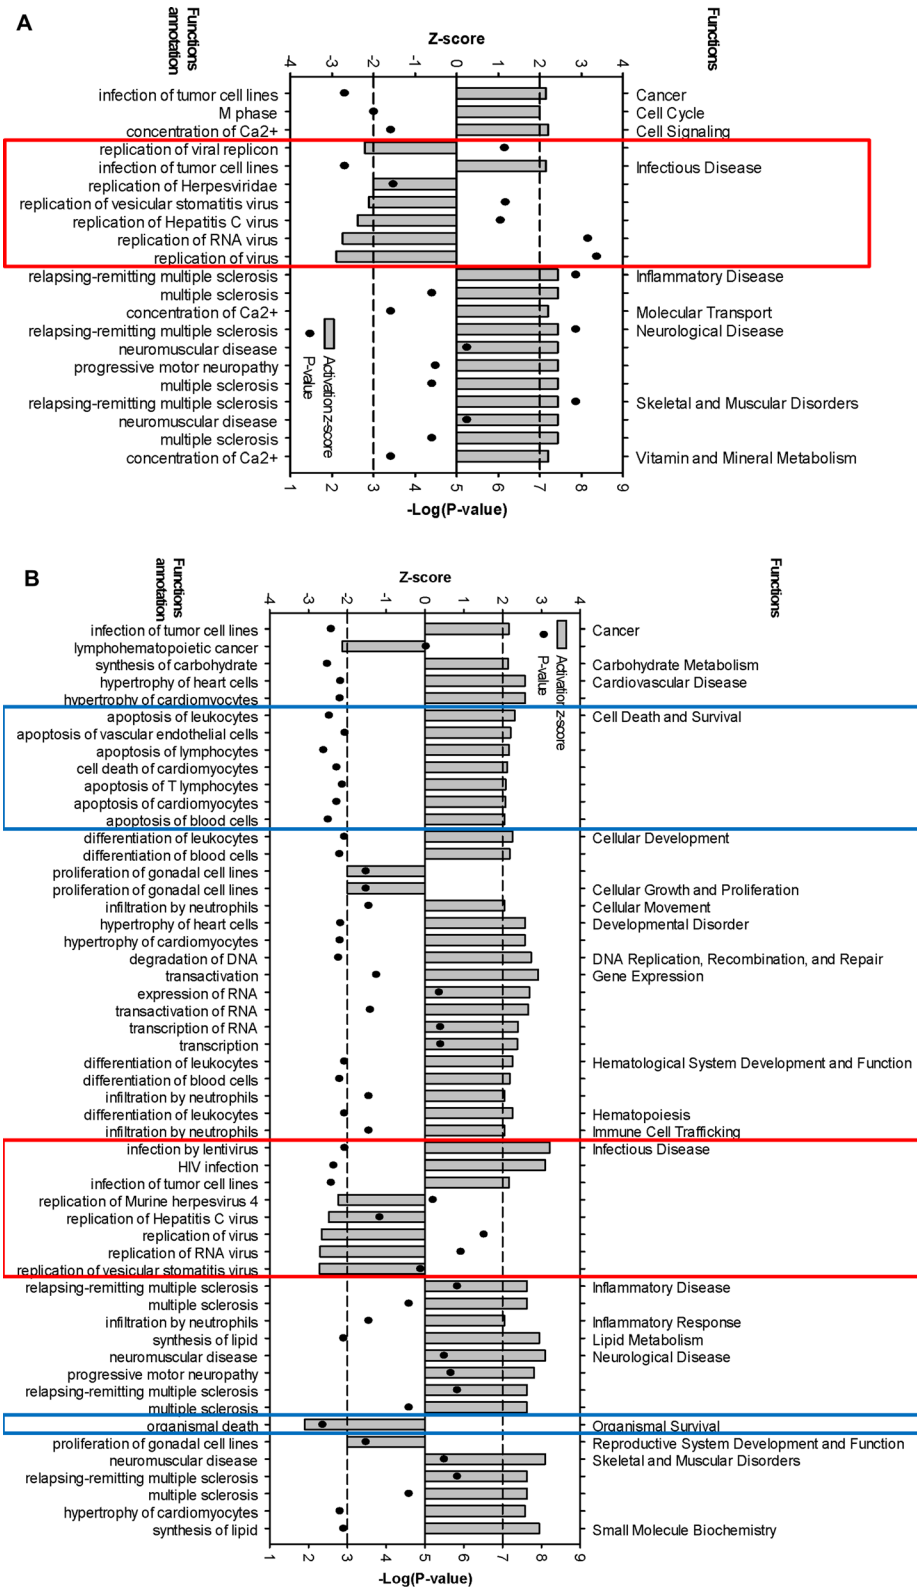 A
Functions
annotation
Z-score
Functions
-4 -3 -2 -1 0 1 2 3 4
infection of tumor cell lines Cancer
M phase Cell Cycle
concentration of Ca2+ Cell Signaling
replication of viral replicon
infection of tumor cell lines Infectious Disease
replication of Herpesviridae
replication of vesicular stomatitis virus
replication of Hepatitis C virus
replication of RNA virus
replication of virus
relapsing-remitting multiple sclerosis Inflammatory Disease
multiple sclerosis
concentration of Ca2+ Molecular Transport
relapsing-remitting multiple sclerosis Neurological Disease
neuromuscular disease
progressive motor neuropathy
multiple sclerosis
relapsing-remitting multiple sclerosis Skeletal and Muscular Disorders
neuromuscular disease
multiple sclerosis
concentration of Ca2+ Vitamin and Mineral Metabolism
Activation z-score
P-value
1 2 3 4 5 6 7 8 9
-Log(P-value)
B
Functions
annotation
Z-score
Functions
-4 -3 -2 -1 0 1 2 3 4
infection of tumor cell lines Cancer
lymphohematopoietic cancer
synthesis of carbohydrate Carbohydrate Metabolism
hypertrophy of heart cells Cardiovascular Disease
hypertrophy of cardiomyocytes
Activation z-score
P-value
apoptosis of leukocytes Cell Death and Survival
apoptosis of vascular endothelial cells
apoptosis of lymphocytes
cell death of cardiomyocytes
apoptosis of T lymphocytes
apoptosis of cardiomyocytes
apoptosis of blood cells
differentiation of leukocytes Cellular Development
differentiation of blood cells
proliferation of gonadal cell lines
proliferation of gonadal cell lines Cellular Growth and Proliferation
infiltration by neutrophils Cellular Movement
hypertrophy of heart cells Developmental Disorder
hypertrophy of cardiomyocytes
degradation of DNA DNA Replication, Recombination, and Repair
transactivation Gene Expression
expression of RNA
transactivation of RNA
transcription of RNA
transcription
differentiation of leukocytes Hematological System Development and Function
differentiation of blood cells
infiltration by neutrophils
differentiation of leukocytes Hematopoiesis
infiltration by neutrophils Immune Cell Trafficking
infection by lentivirus Infectious Disease
HIV infection
infection of tumor cell lines
replication of Murine herpesvirus 4
replication of Hepatitis C virus
replication of virus
replication of RNA virus
replication of vesicular stomatitis virus
relapsing-remitting multiple sclerosis Inflammatory Disease
multiple sclerosis
infiltration by neutrophils Inflammatory Response
synthesis of lipid Lipid Metabolism
neuromuscular disease Neurological Disease
progressive motor neuropathy
relapsing-remitting multiple sclerosis
multiple sclerosis
organismal death Organismal Survival
proliferation of gonadal cell lines Reproductive System Development and Function
neuromuscular disease Skeletal and Muscular Disorders
relapsing-remitting multiple sclerosis
multiple sclerosis
hypertrophy of cardiomyocytes
synthesis of lipid Small Molecule Biochemistry
1 2 3 4 5 6 7 8 9
-Log(P-value)